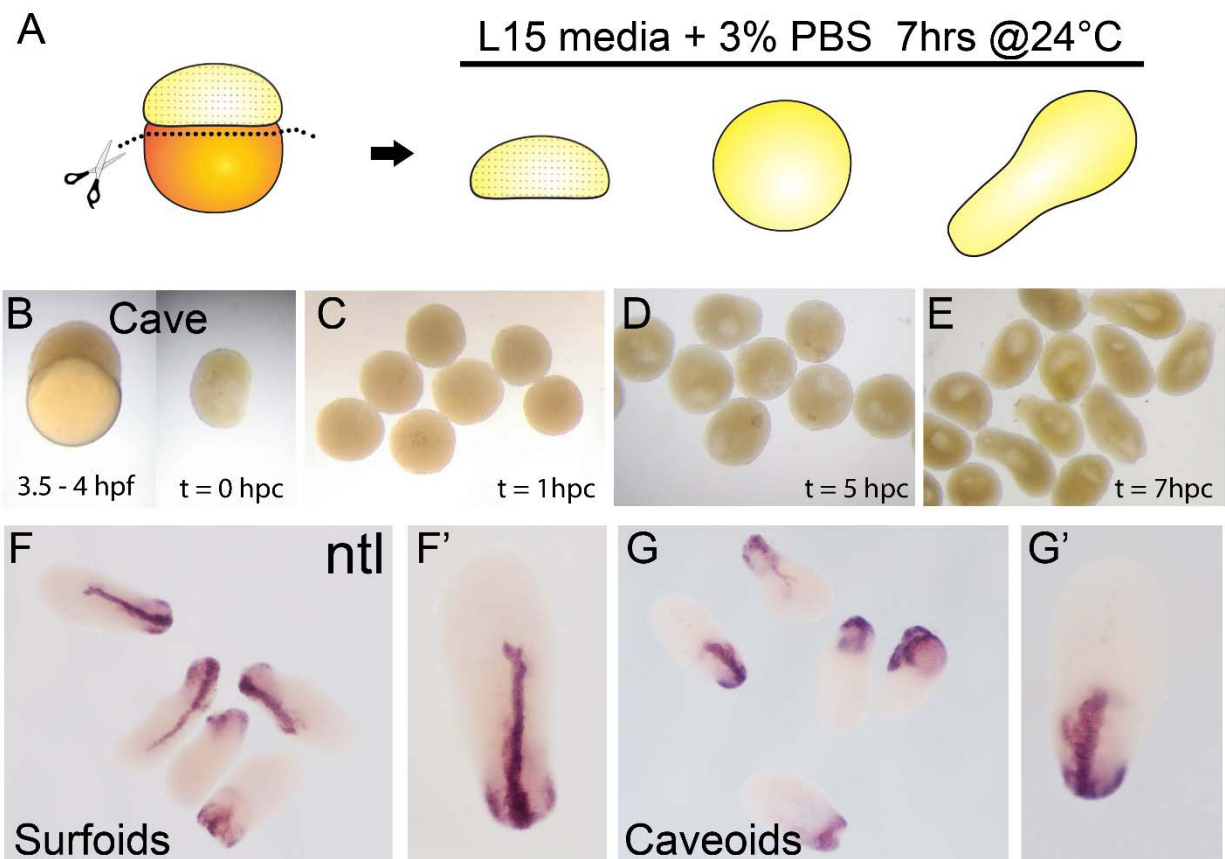 A
L15 media + 3% PBS 7hrs @24°C
B
Cave
3.5 - 4 hpf
t = 0 hpc
C
t = 1hpc
D
t = 5 hpc
E
t = 7hpc
F
ntl
Surfoids
F'
G
Caveoids
G'